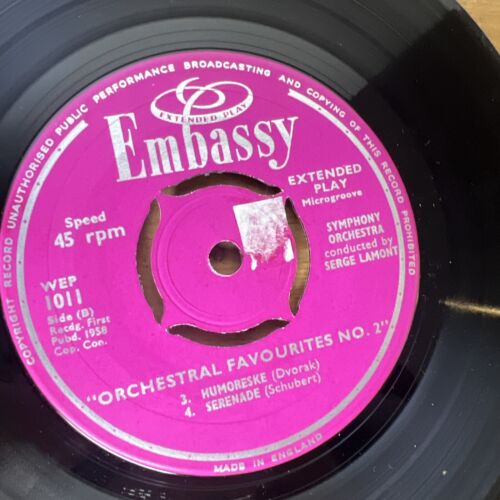 COPYRIGHT RECORD UNAUTHORISED PUBLIC PERFORMANCE BROADCASTING AND COPYING OF THIS RECORD PROHIBITED
EXTENDED PLAY
Embassy
EXTENDED
PLAY
Microgroove
Speed
45 rpm
SYMPHONY
ORCHESTRA
conducted by
SERGE LAMONT
WEP
1011
Side (B)
Recdg. First
Pubd. 1958
Cop. Con.
"ORCHESTRAL FAVOURITES NO. 2"
3. HUMORESKE (Dvorak)
4. SERENADE (Schubert)
MADE IN ENGLAND